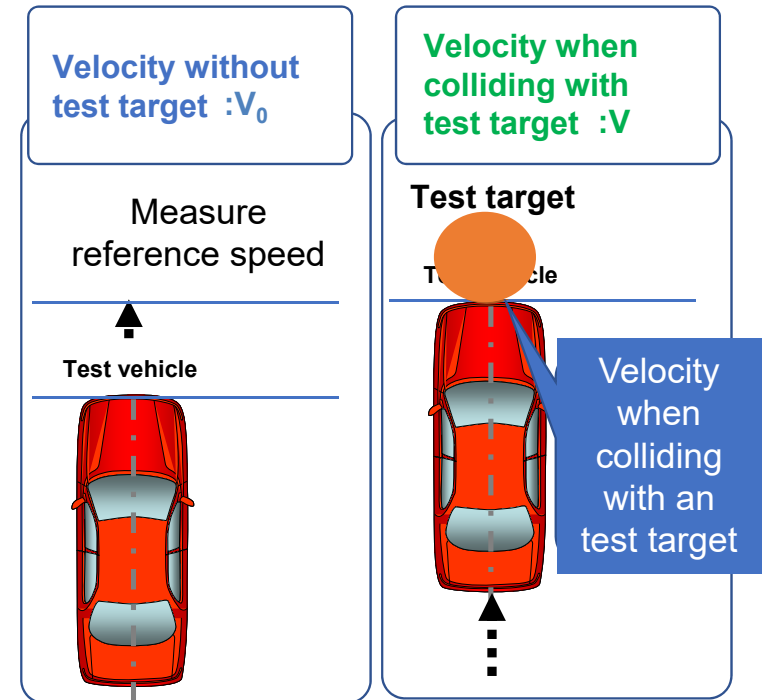 Velocity without
test target :V₀
Measure
reference speed
Test vehicle
Velocity when
colliding with
test target :V
Test target
Velocity
when
colliding
with an
test target